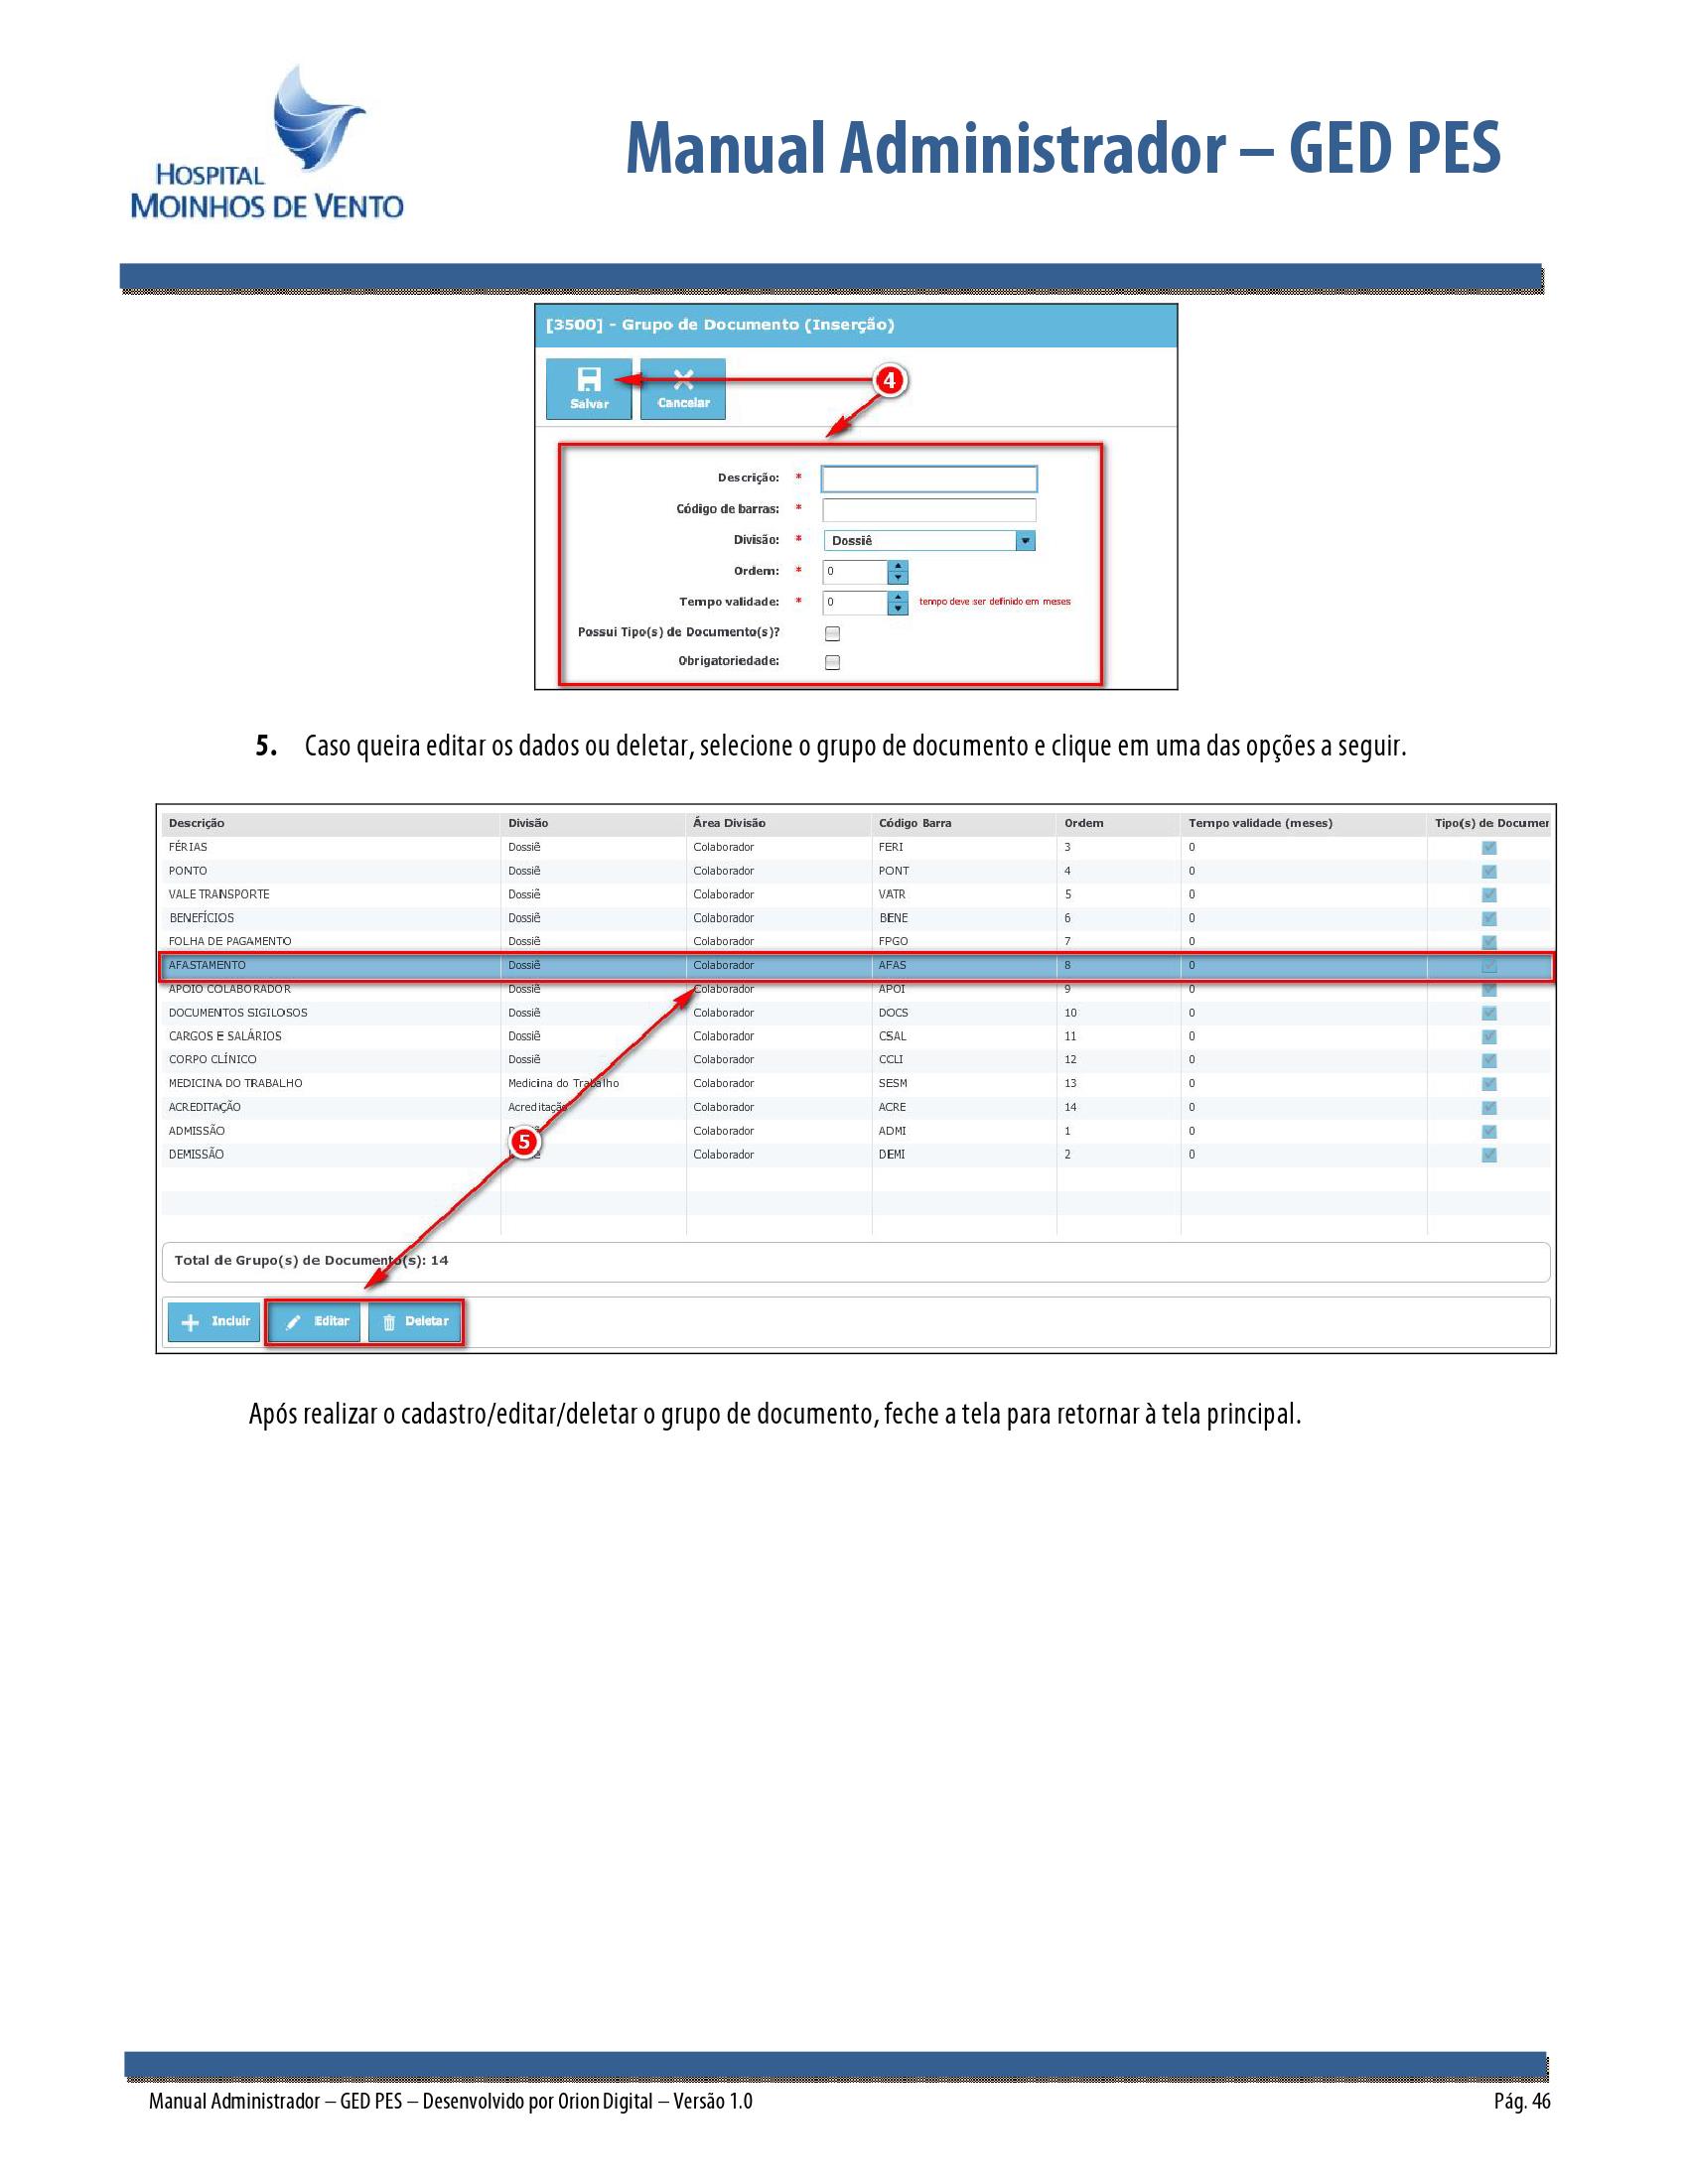 HOSPITAL
MOINHOS DE VENTO
Manual Administrador – GED PES
[3500] - Grupo de Documento (Inserção)
Salvar Cancelar
4
Descrição: *
Código de barras: *
Divisão: * Dossiê
Ordem: * 0
Tempo validade: * 0 tempo deve ser definido em meses
Possui Tipo(s) de Documento(s)?
Obrigatoriedade:
5. Caso queira editar os dados ou deletar, selecione o grupo de documento e clique em uma das opções a seguir.
Descrição Divisão Área Divisão Código Barra Ordem Tempo validade (meses) Tipo(s) de Documer
FÉRIAS Dossiê Colaborador FERI 3 0
PONTO Dossiê Colaborador PONT 4 0
VALE TRANSPORTE Dossiê Colaborador VATR 5 0
BENEFÍCIOS Dossiê Colaborador BENE 6 0
FOLHA DE PAGAMENTO Dossiê Colaborador FPGO 7 0
AFASTAMENTO Dossiê Colaborador AFAS 8 0
APOIO COLABORADOR Dossiê Colaborador APOI 9 0
DOCUMENTOS SIGILOSOS Dossiê Colaborador DOCS 10 0
CARGOS E SALÁRIOS Dossiê Colaborador CSAL 11 0
CORPO CLÍNICO Dossiê Colaborador CCLI 12 0
MEDICINA DO TRABALHO Medicina do Trabalho Colaborador SESM 13 0
ACREDITAÇÃO Acreditação Colaborador ACRE 14 0
ADMISSÃO Colaborador ADMI 1 0
5
DEMISSÃO Colaborador DEMI 2 0
Total de Grupo(s) de Documento(s): 14
Incluir Editar Deletar
Após realizar o cadastro/editar/deletar o grupo de documento, feche a tela para retornar à tela principal.
Manual Administrador – GED PES – Desenvolvido por Orion Digital – Versão 1.0 Pág. 46